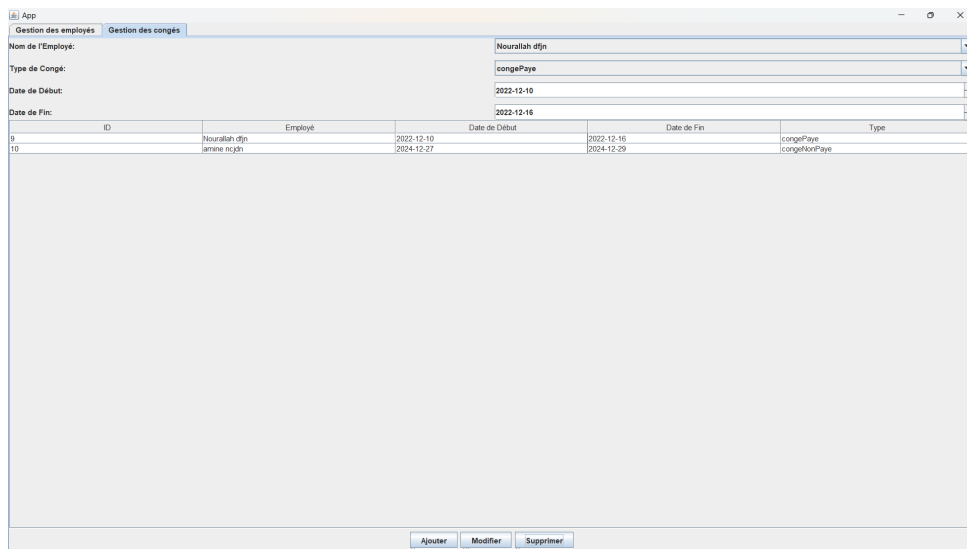 App
Gestion des employés Gestion des congés
Nom de l'Employé: Nourallah dfjn
Type de Congé: congePaye
Date de Début: 2022-12-10
Date de Fin: 2022-12-16
ID Employé Date de Début Date de Fin Type
9 Nourallah dfjn 2022-12-10 2022-12-16 congePaye
10 amine ncjdn 2024-12-27 2024-12-29 congeNonPaye
Ajouter Modifier Supprimer